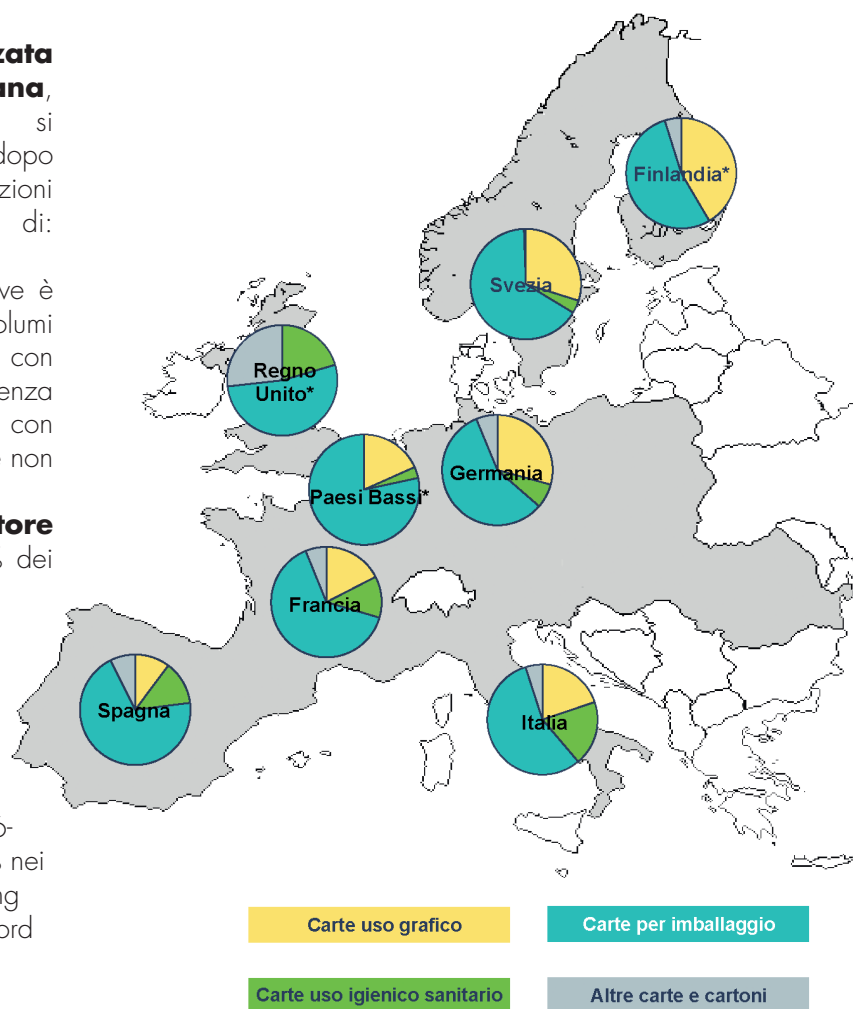 zata
ana,
si
dopo
zioni
di:
ve è
olumi
con
enza
con
non
tore
dei
nei
ng
ord
Finlandia*
Svezia
Regno
Unito*
Paesi Bassi*
Germania
Francia
Spagna
Italia
Carte uso grafico
Carte per imballaggio
Carte uso igienico sanitario
Altre carte e cartoni